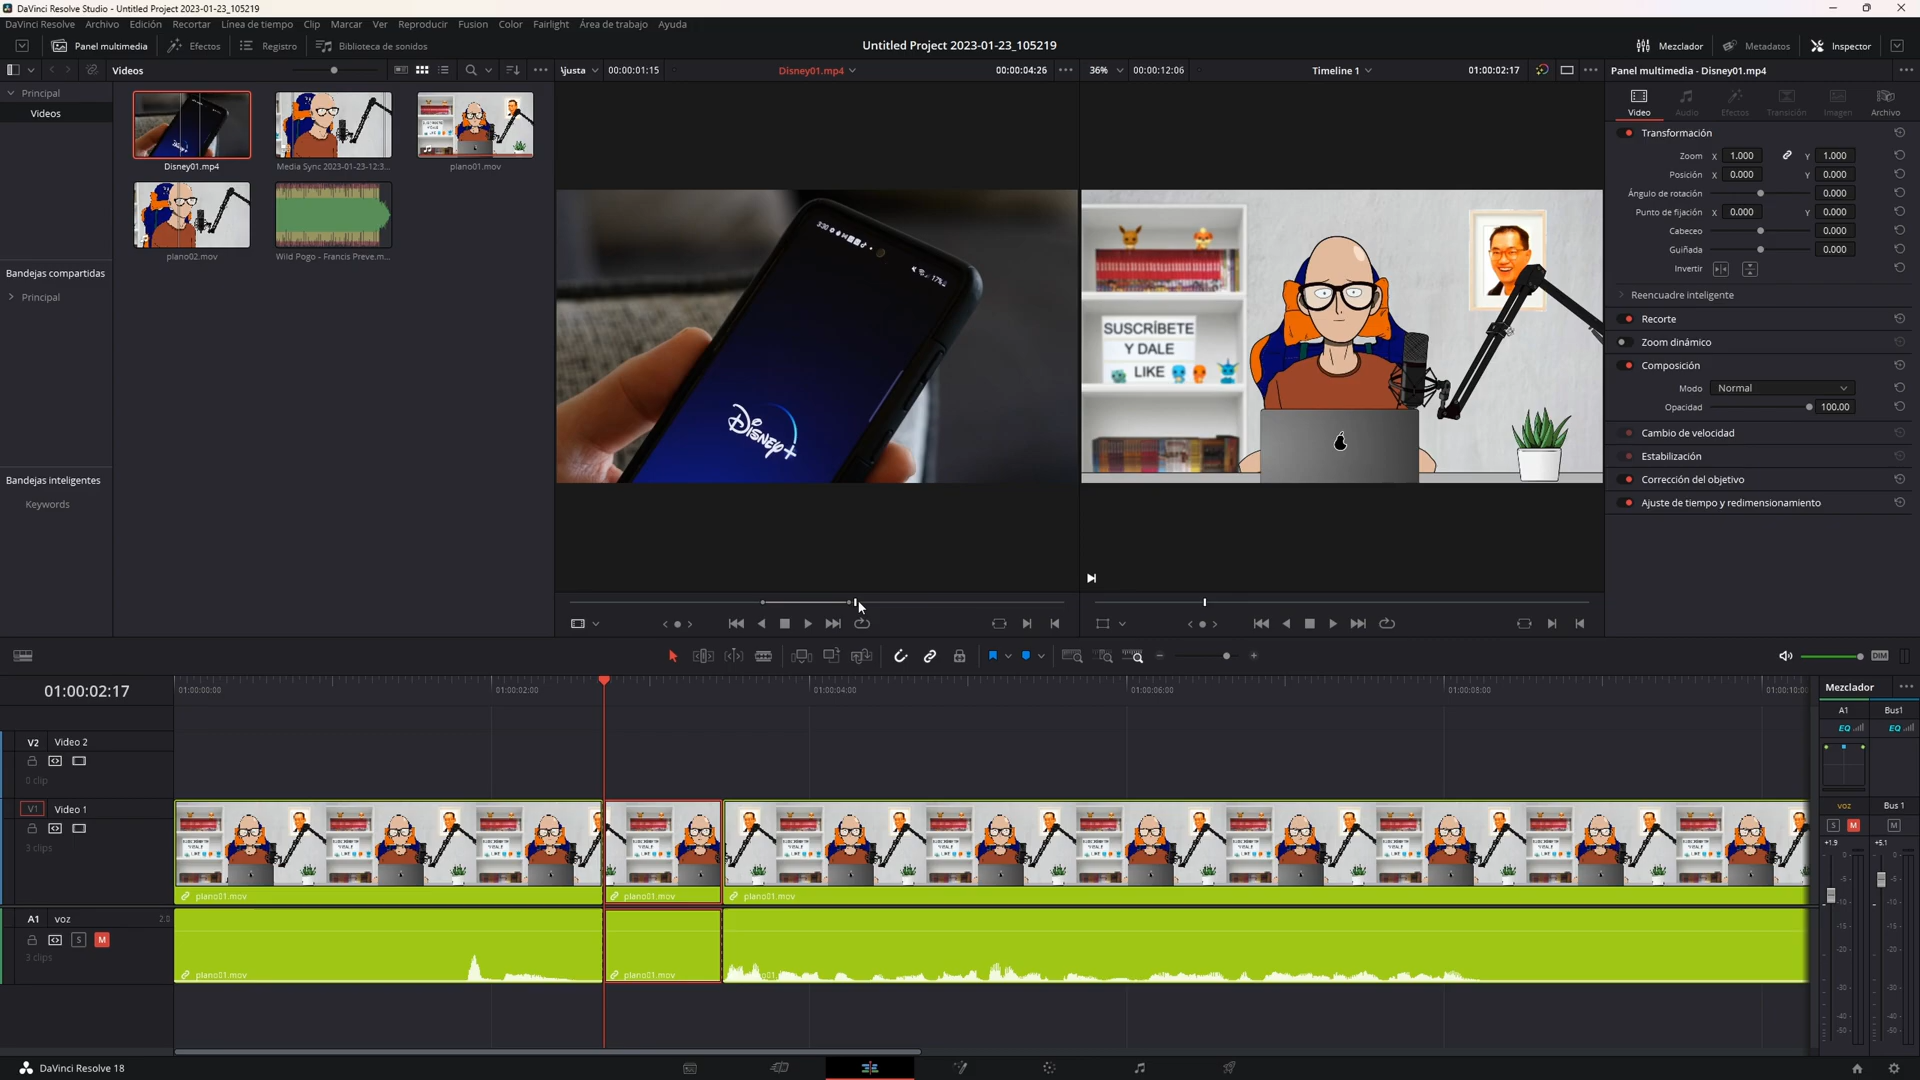 DaVinci Resolve Studio - Untitled Project 2023-01-23_105219
DaVinci Resolve Archivo Edición Recortar Línea de tiempo Clip Marcar Ver Reproducir Fusion Color Fairlight Área de trabajo Ayuda
Panel multimedia Efectos Registro Biblioteca de sonidos Untitled Project 2023-01-23_105219 Mezclador Metadatos Inspector
Videos \justa 00:00:01:15 Disney01.mp4 00:00:04:26 36% 00:00:12:06 Timeline 1 01:00:02:17 Panel multimedia - Disney01.mp4
Principal
Videos
Bandejas compartidas
Principal
Bandejas inteligentes
Keywords
Disney01.mp4 Media Sync 2023-01-23-12:3... plano01.mov
plano02.mov Wild Pogo - Francis Preve.m...
3:30
17%
Disney+
SUSCRÍBETE
Y DALE
LIKE
Video Audio Efectos Transición Imagen Archivo
Transformación
Zoom X 1.000 Y 1.000
Posición X 0.000 Y 0.000
Ángulo de rotación 0.000
Punto de fijación X 0.000 Y 0.000
Cabeceo 0.000
Guiñada 0.000
Invertir
Reencuadre inteligente
Recorte
Zoom dinámico
Composición
Modo Normal
Opacidad 100.00
Cambio de velocidad
Estabilización
Corrección del objetivo
Ajuste de tiempo y redimensionamiento
DIM
01:00:02:17
01:00:00:00 01:00:02:00 01:00:04:00 01:00:06:00 01:00:08:00 01:00:10:00
V2 Video 2
0 clip
V1 Video 1
3 clips
plano01.mov plano01.mov plano01.mov
A1 voz 2.0
S M
3 clips
plano01.mov plano01.mov
Mezclador
A1 Bus1
EQ EQ
voz Bus 1
S M M
+1.9 +5.1
DaVinci Resolve 18